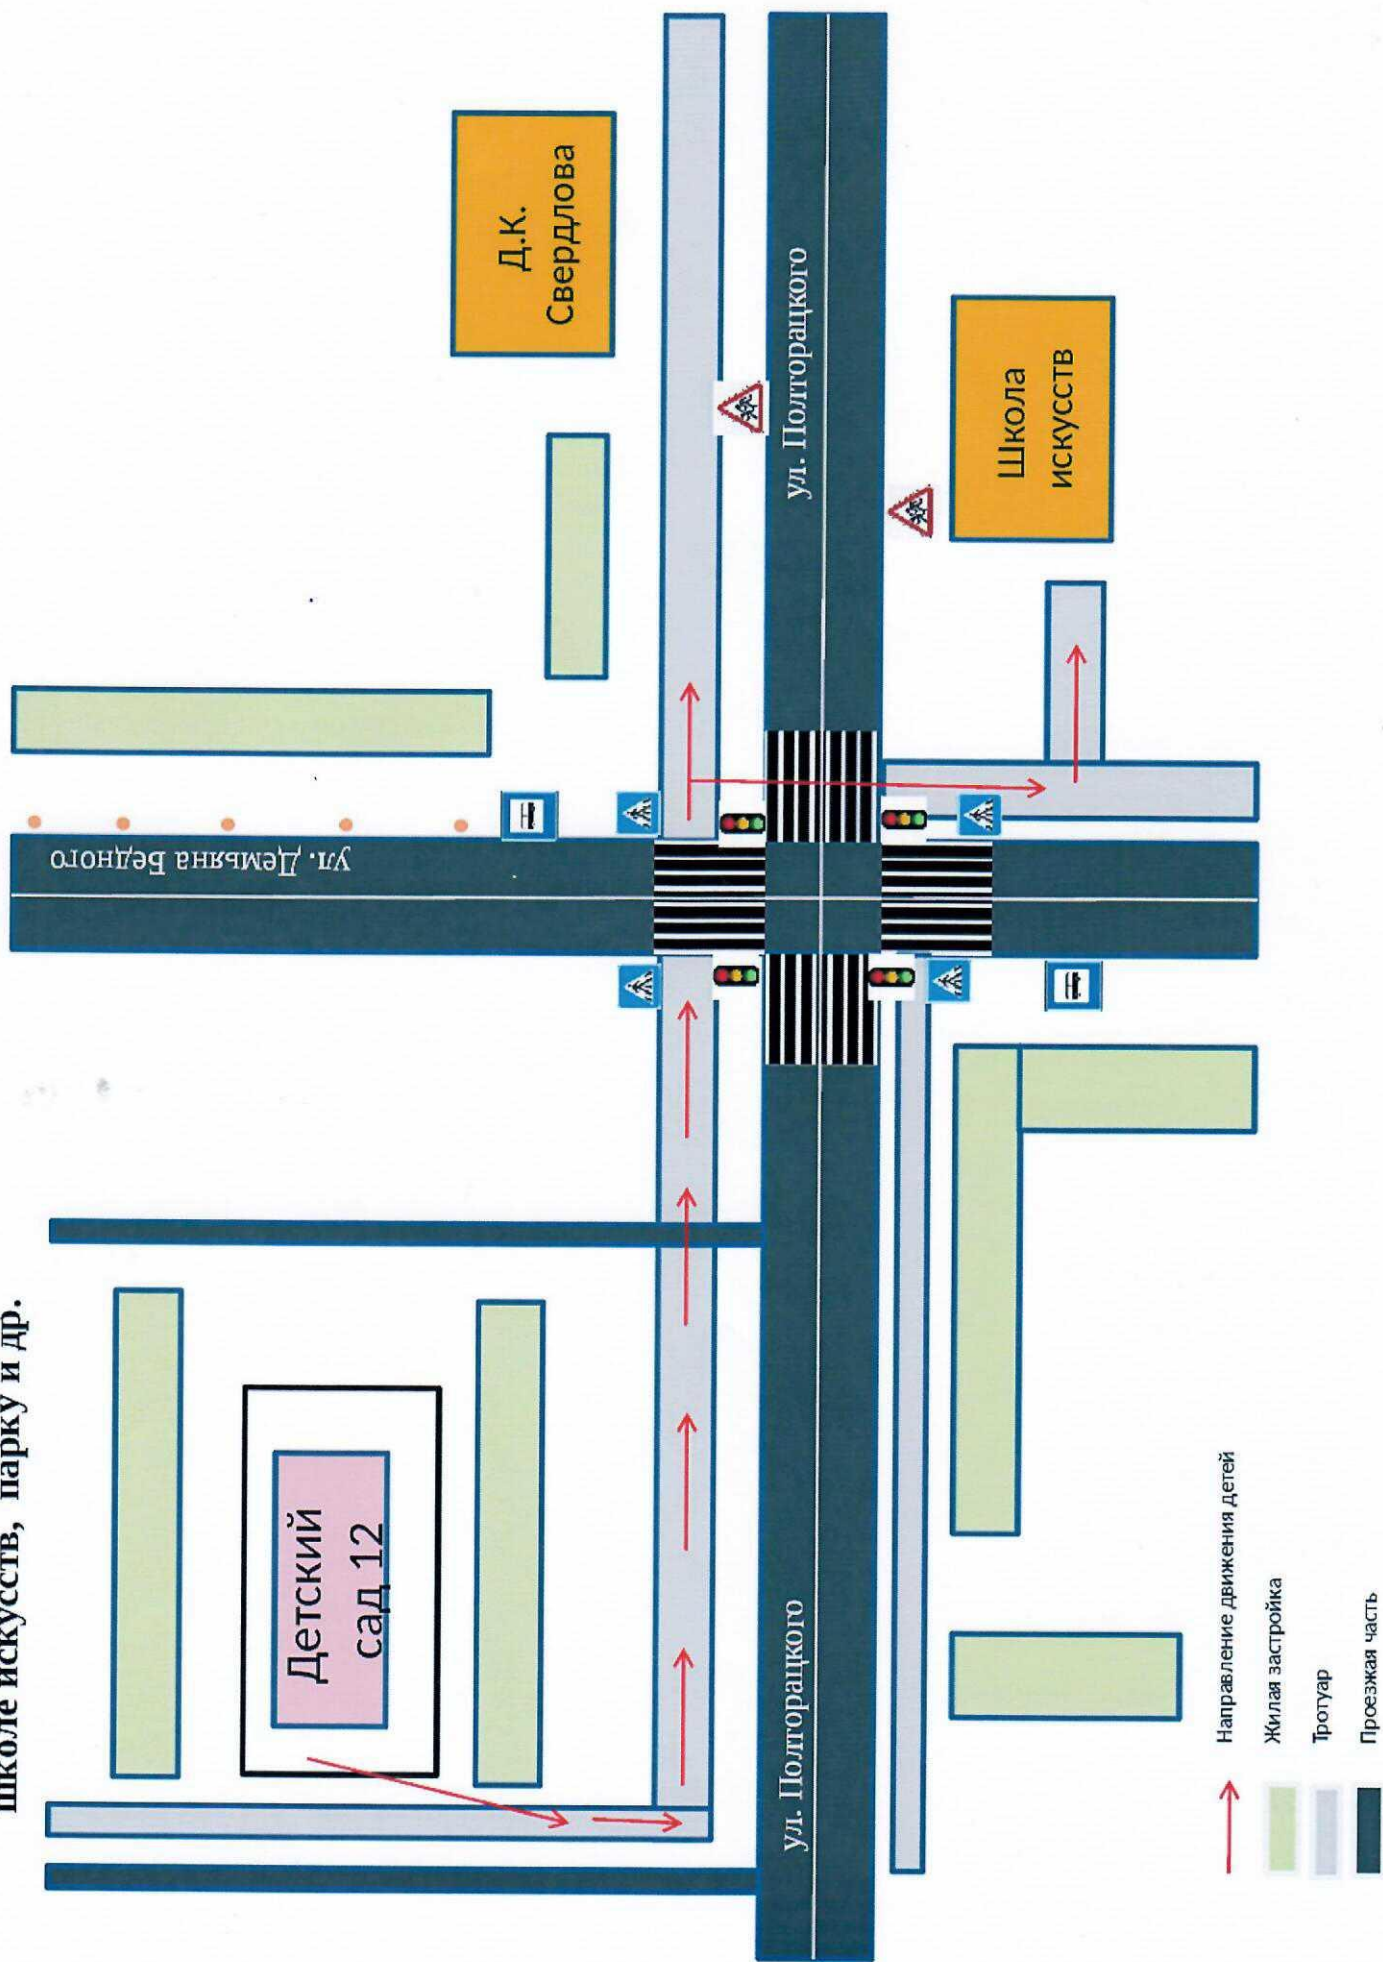 Школе искусств, парку и др.
ул. Демьяна Бедного
Д.К.
Свердлова
Детский
сад 12
ул. Полторацкого
ул. Полторацкого
Школа
искусств
Направление движения детей
Жилая застройка
Тротуар
Проезжая часть